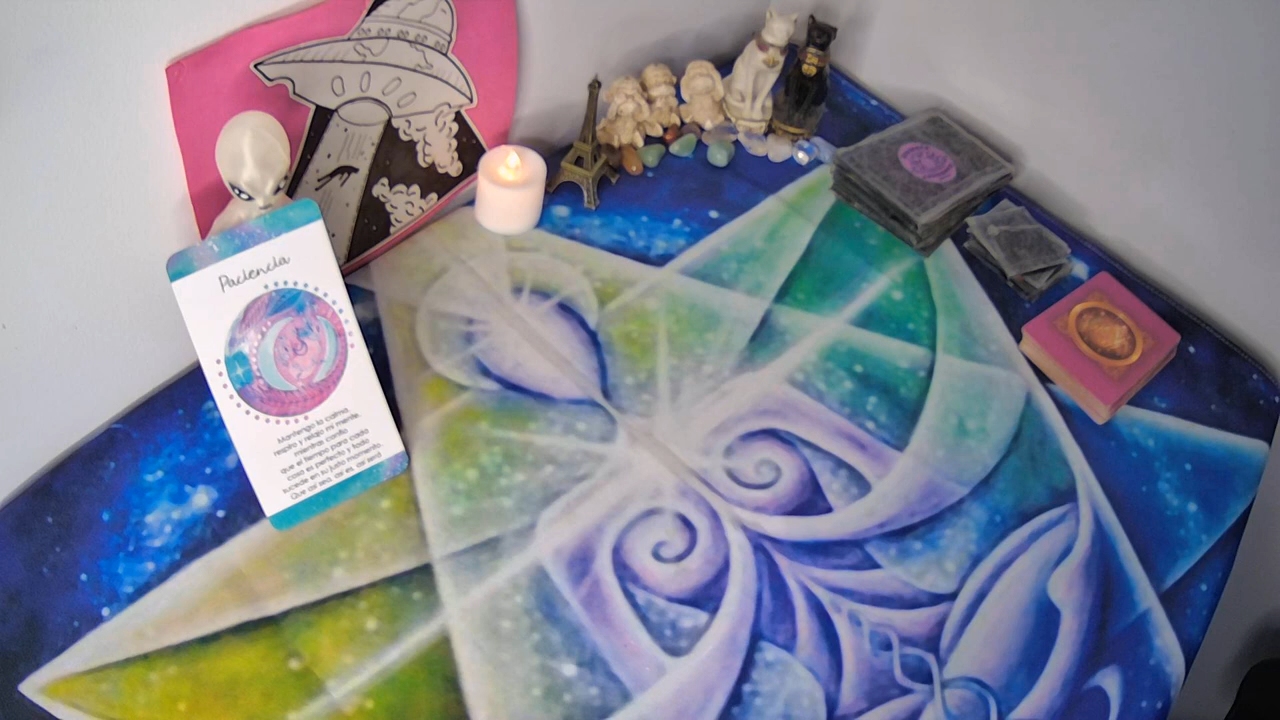 Paciencia
Mantengo la calma,
respiro y relajo mi mente,
mientras confío
que el tiempo para cada
cosa es perfecto y todo
sucede en su justo momento.
Que así sea, así es, así será